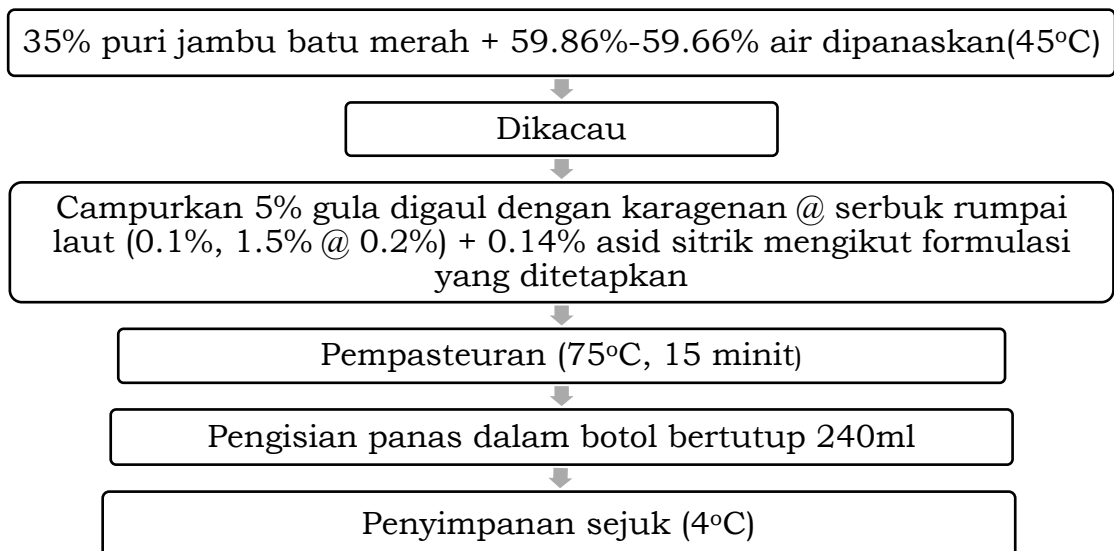 35% puri jambu batu merah + 59.86%-59.66% air dipanaskan(45°C)
Dikacau
Campurkan 5% gula digaul dengan karagenan @ serbuk rumpai
laut (0.1%, 1.5% @ 0.2%) + 0.14% asid sitrik mengikut formulasi
yang ditetapkan
Pempasteuran (75°C, 15 minit)
Pengisian panas dalam botol bertutup 240ml
Penyimpanan sejuk (4°C)